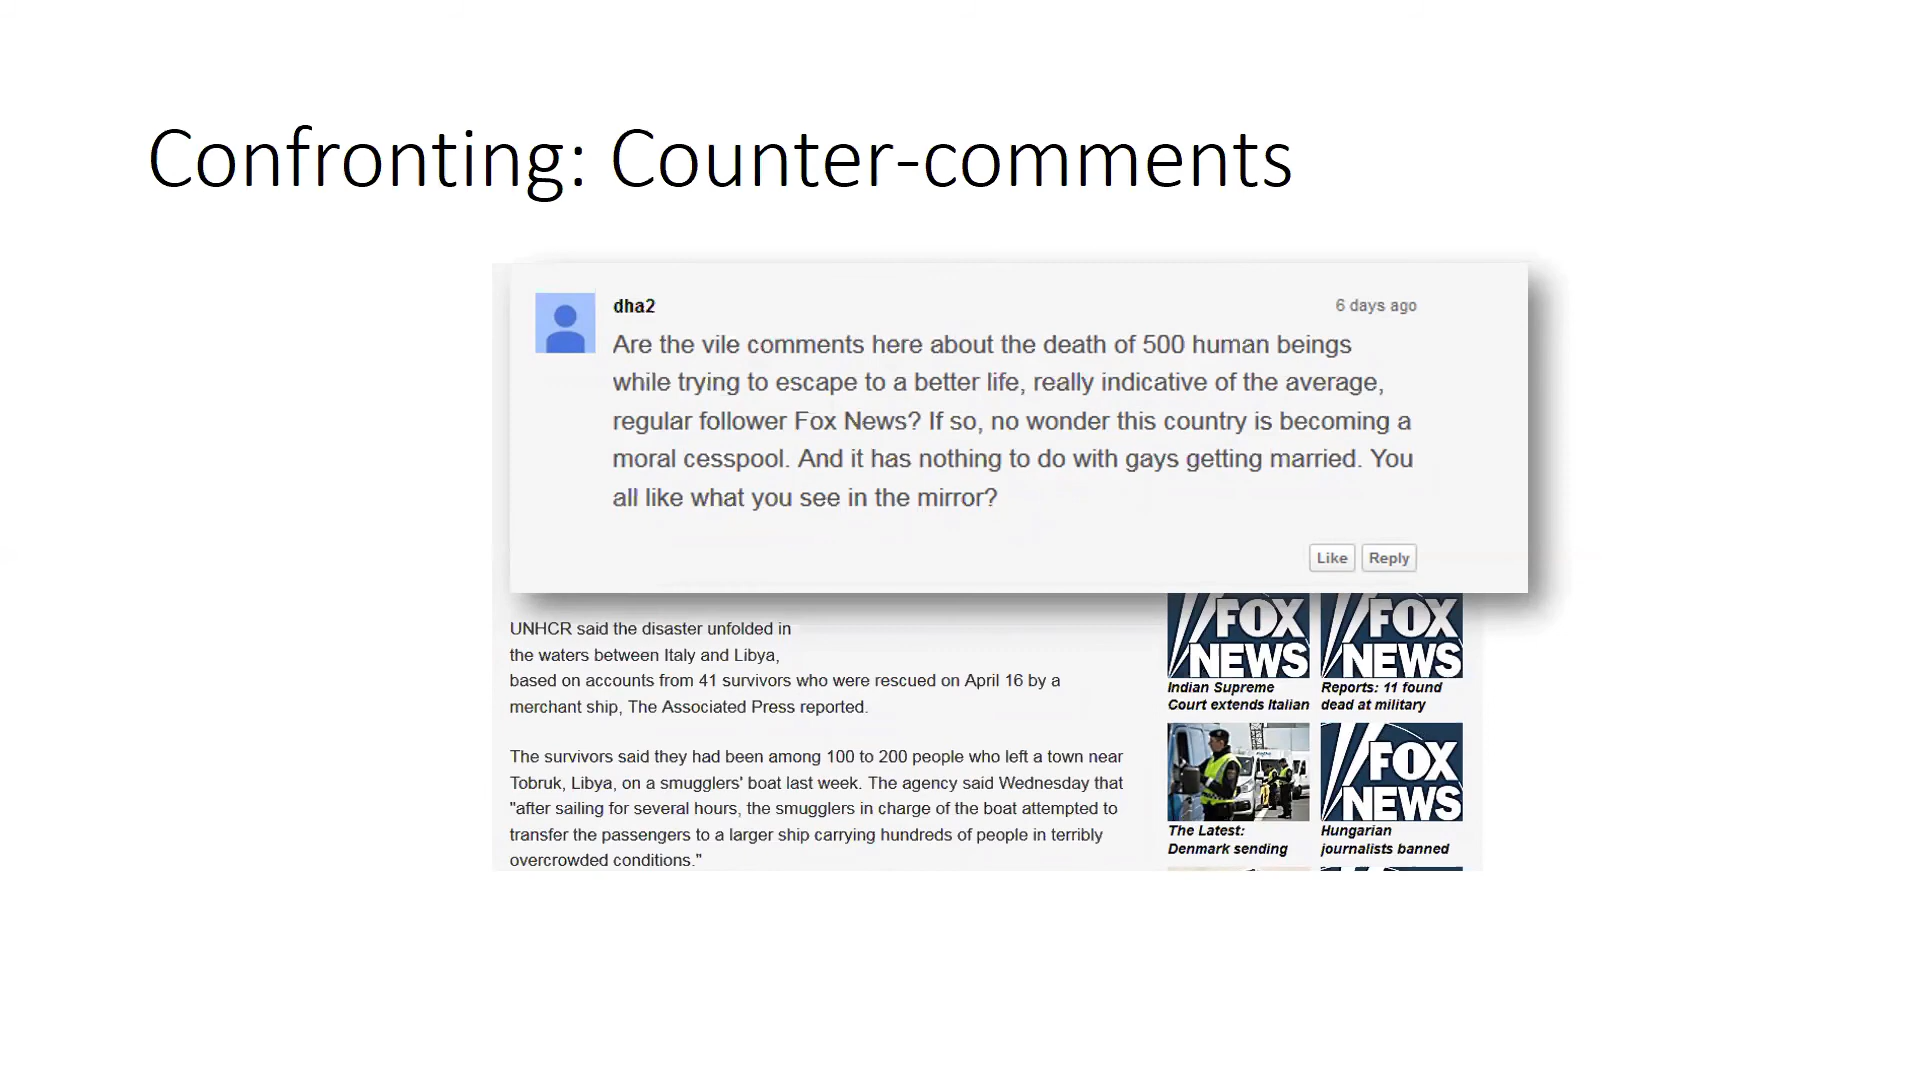 Confronting: Counter-comments
dha2
6 days ago
Are the vile comments here about the death of 500 human beings
while trying to escape to a better life, really indicative of the average,
regular follower Fox News? If so, no wonder this country is becoming a
moral cesspool. And it has nothing to do with gays getting married. You
all like what you see in the mirror?
Like
Reply
UNHCR said the disaster unfolded in
the waters between Italy and Libya,
based on accounts from 41 survivors who were rescued on April 16 by a
merchant ship, The Associated Press reported.
The survivors said they had been among 100 to 200 people who left a town near
Tobruk, Libya, on a smugglers' boat last week. The agency said Wednesday that
"after sailing for several hours, the smugglers in charge of the boat attempted to
transfer the passengers to a larger ship carrying hundreds of people in terribly
overcrowded conditions."
FOX
NEWS
Indian Supreme
Court extends Italian
FOX
NEWS
Reports: 11 found
dead at military
The Latest:
Denmark sending
FOX
NEWS
Hungarian
journalists banned